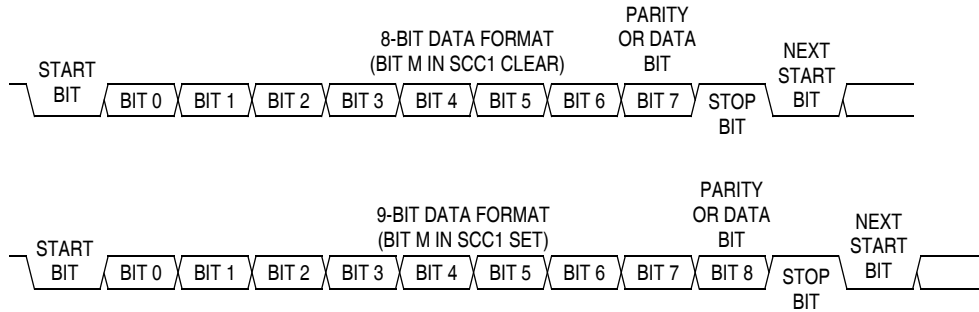 8-BIT DATA FORMAT
(BIT M IN SCC1 CLEAR)
PARITY
OR DATA
BIT
START
BIT
BIT 0 BIT 1 BIT 2 BIT 3 BIT 4 BIT 5 BIT 6 BIT 7
STOP
BIT
NEXT
START
BIT
9-BIT DATA FORMAT
(BIT M IN SCC1 SET)
PARITY
OR DATA
BIT
START
BIT
BIT 0 BIT 1 BIT 2 BIT 3 BIT 4 BIT 5 BIT 6 BIT 7 BIT 8
STOP
BIT
NEXT
START
BIT